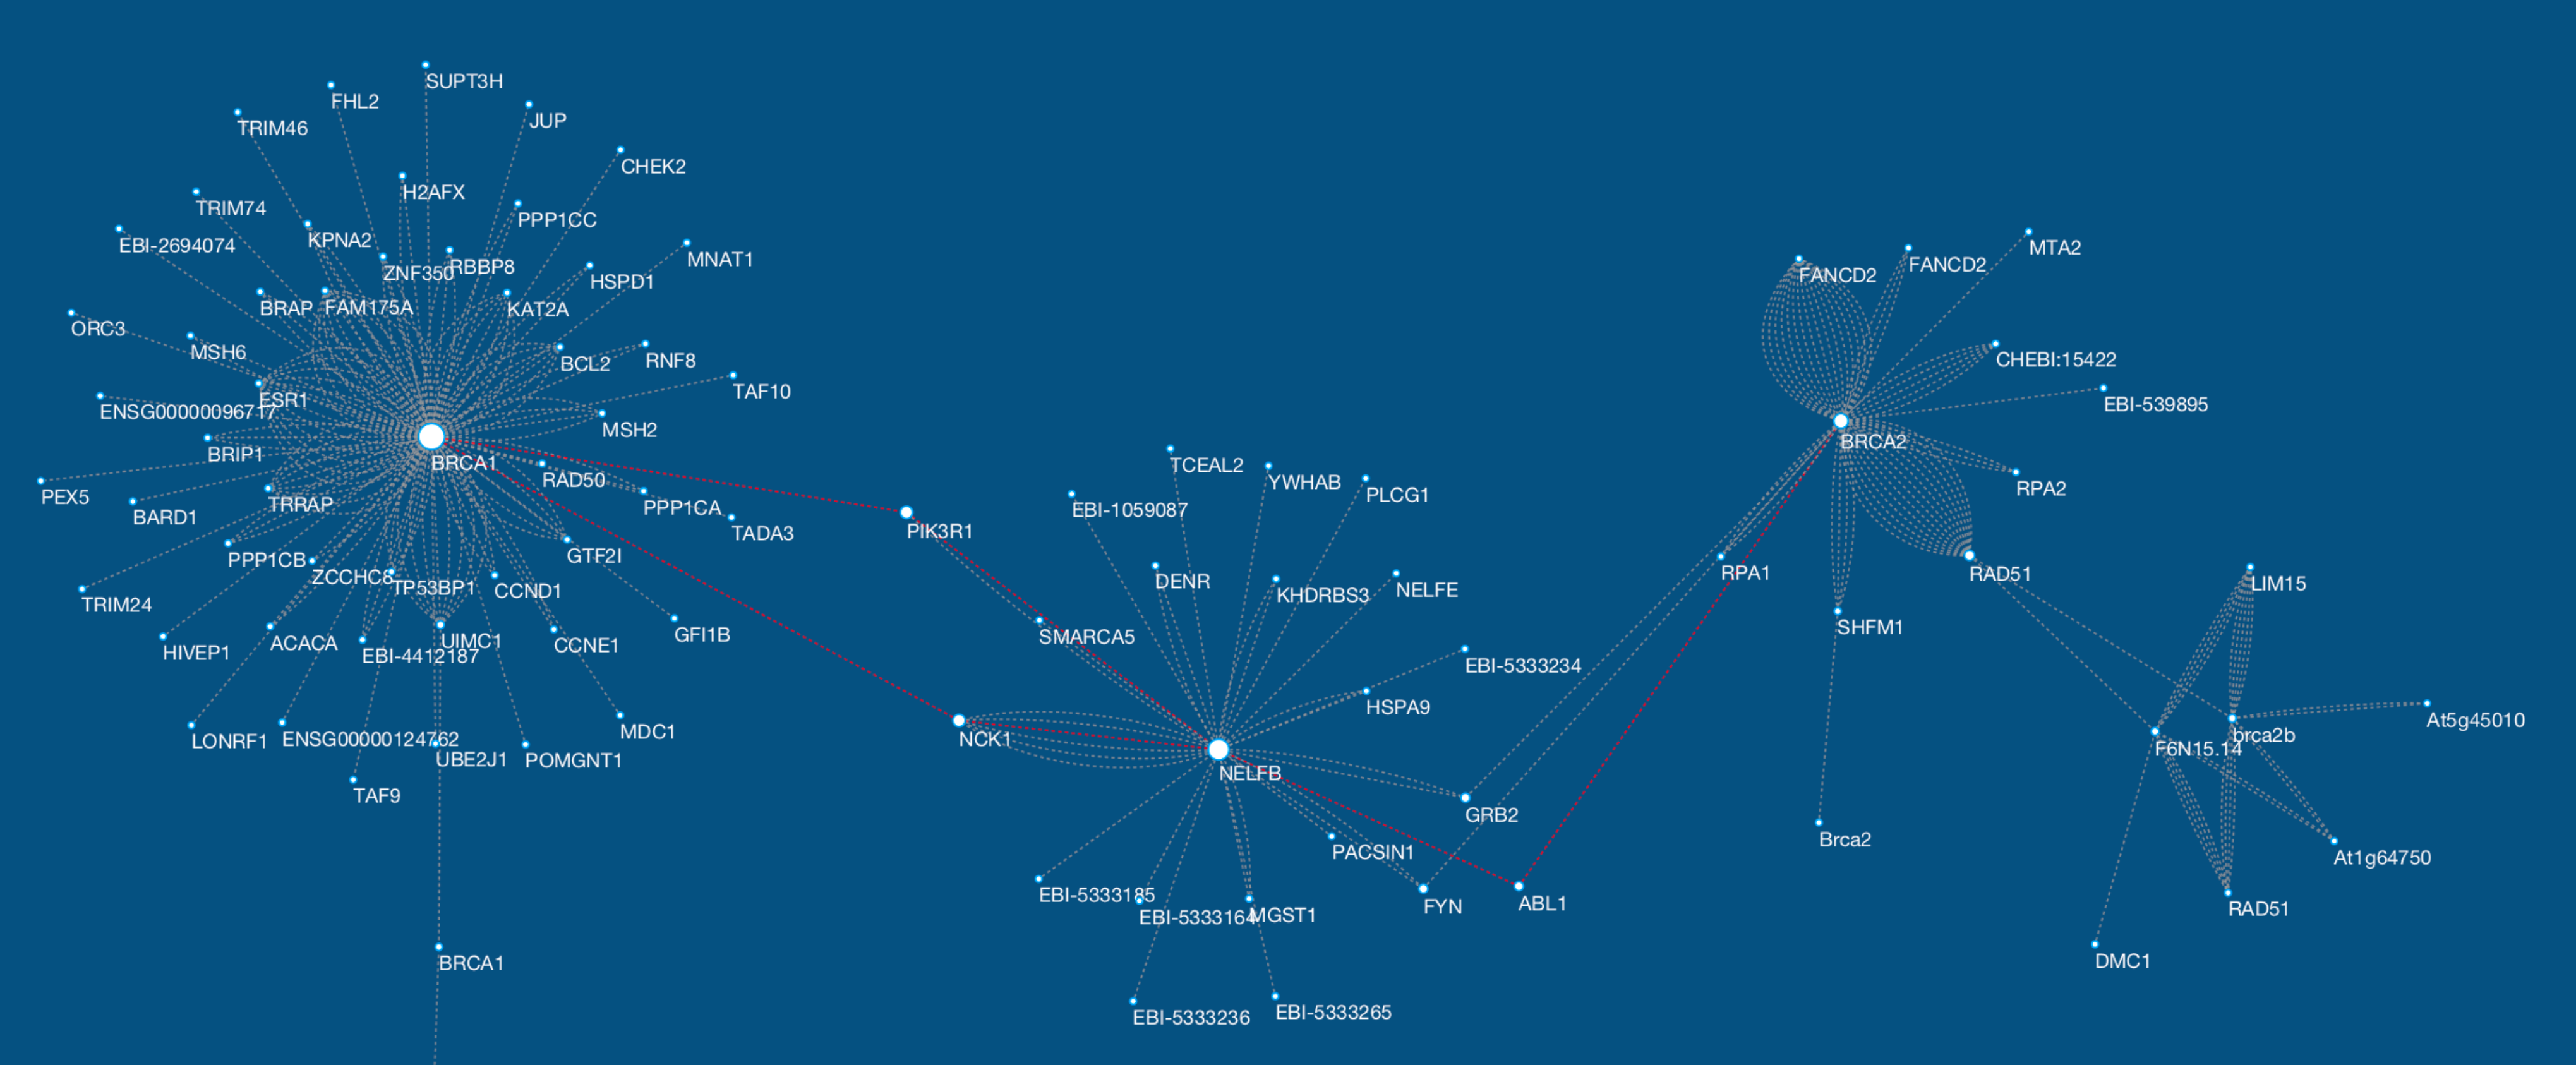 SUPT3H
FHL2
JUP
TRIM46
CHEK2
H2AFX
TRIM74
PPP1CC
KPNA2
EBI-2694074
MNAT1
ZNF350
RBBP8
HSPD1
BRAP
FAM175A
KAT2A
ORC3
MSH6
BCL2
RNF8
TAF10
ESR1
ENSG00000096717
MSH2
BRIP1
BRCA1
RAD50
PEX5
TRRAP
PPP1CA
BARD1
TADA3
GTF2I
PPP1CB
ZCCHC8
TP53BP1
CCND1
TRIM24
GFI1B
ACACA
UIMC1
CCNE1
HIVEP1
EBI-4412187
MDC1
LONRF1
ENSG00000124762
UBE2J1
POMGNT1
TAF9
BRCA1
PIK3R1
TCEAL2
YWHAB
PLCG1
EBI-1059087
DENR
KHDRBS3
NELFE
SMARCA5
EBI-5333234
HSPA9
NCK1
NELFB
GRB2
PACSIN1
EBI-5333185
EBI-5333164
MGST1
FYN
ABL1
EBI-5333236
EBI-5333265
FANCD2
FANCD2
MTA2
CHEBI:15422
EBI-539895
BRCA2
RPA2
RPA1
RAD51
SHFM1
LIM15
At5g45010
brca2b
F6N15.14
Brca2
At1g64750
RAD51
DMC1